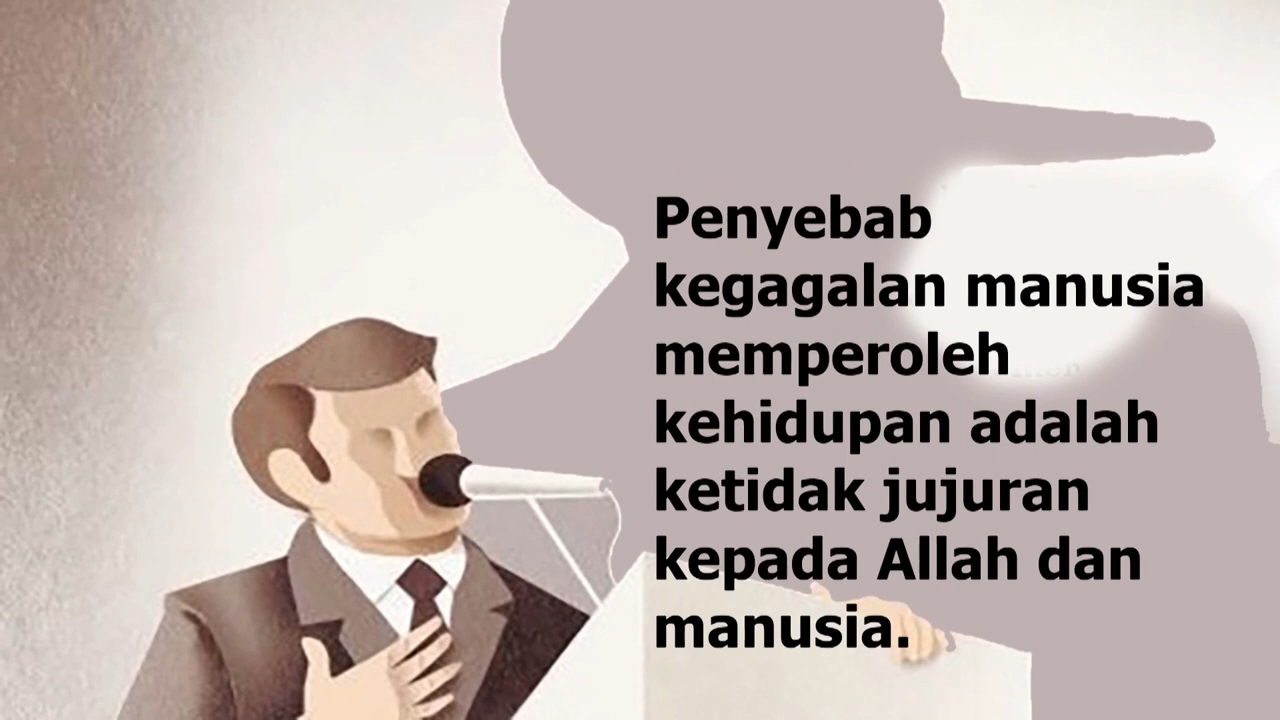 Penyebab
kegagalan manusia
memperoleh
kehidupan adalah
ketidak jujuran
kepada Allah dan
manusia.